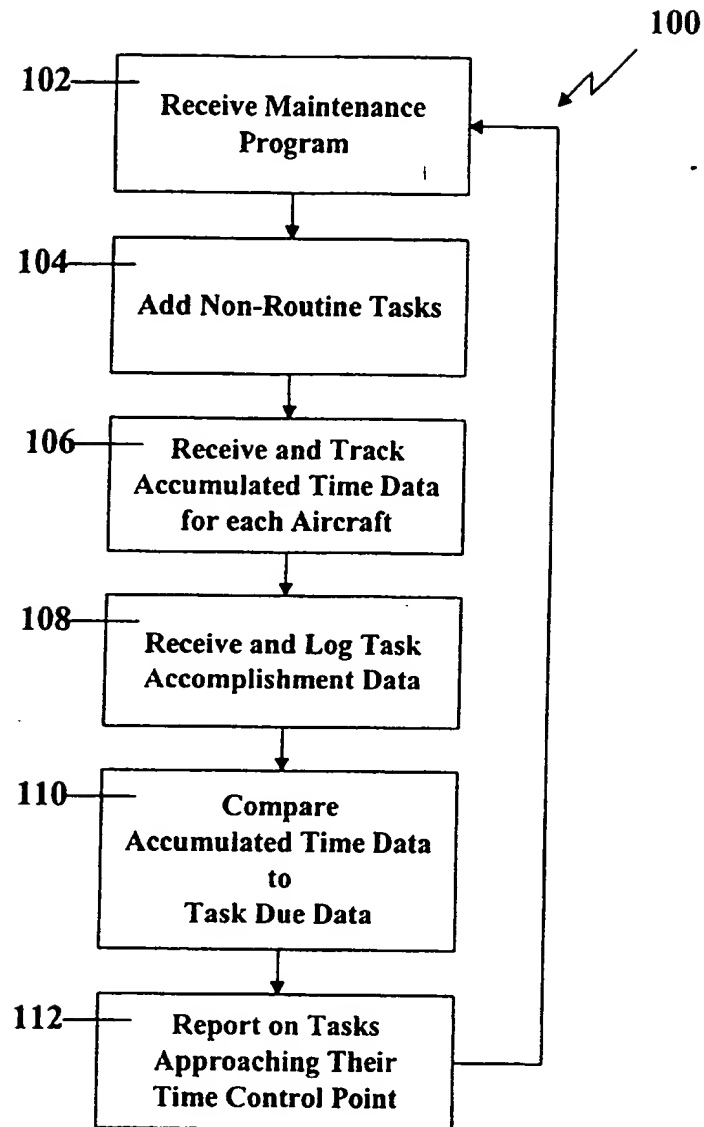 100
102
Receive Maintenance
Program
104
Add Non-Routine Tasks
106
Receive and Track
Accumulated Time Data
for each Aircraft
108
Receive and Log Task
Accomplishment Data
110
Compare
Accumulated Time Data
to
Task Due Data
112
Report on Tasks
Approaching Their
Time Control Point